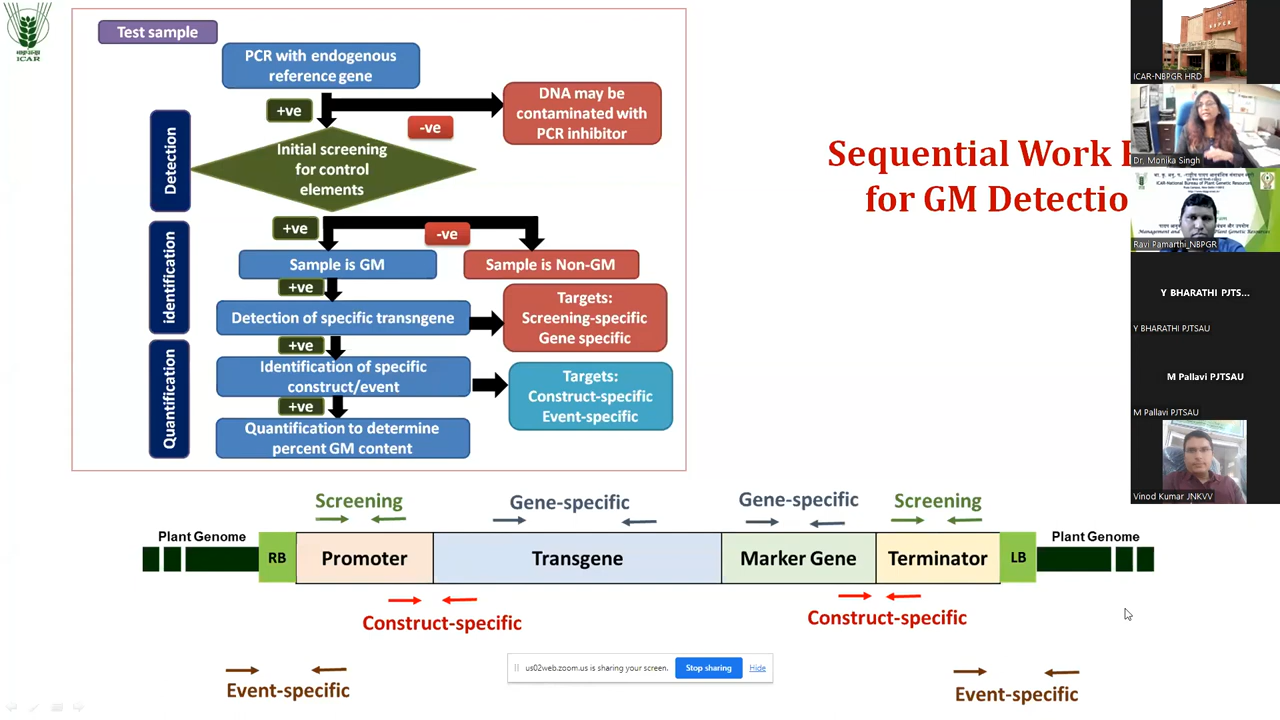 ICAR
Test sample
PCR with endogenous
reference gene
+ve
-ve
DNA may be
contaminated with
PCR inhibitor
Detection
Initial screening
for control
elements
+ve
-ve
identification
Sample is GM
Sample is Non-GM
+ve
Detection of specific transngene
Targets:
Screening-specific
Gene specific
+ve
Quantification
Identification of specific
construct/event
Targets:
Construct-specific
Event-specific
+ve
Quantification to determine
percent GM content
Sequential Work
for GM Detectio
ICAR-NBPGR HRD
Dr. Monika Singh
Ravi Pamarthi_NBPGR
Y BHARATHI PJTS...
Y BHARATHI PJTSAU
M Pallavi PJTSAU
M Pallavi PJTSAU
Vinod Kumar JNKVV
Screening
Gene-specific
Gene-specific
Screening
Plant Genome
Plant Genome
RB
Promoter
Transgene
Marker Gene
Terminator
LB
Construct-specific
Construct-specific
Event-specific
Event-specific
us02web.zoom.us is sharing your screen.
Stop sharing
Hide